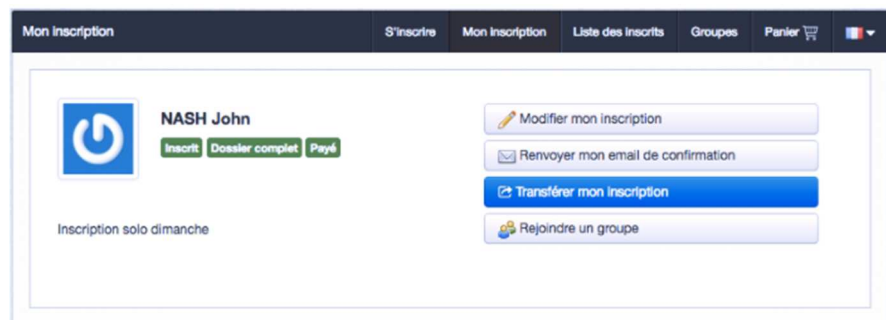 Mon inscription S'inscrire Mon inscription Liste des inscrits Groupes Panier
NASH John
Inscrit Dossier complet Payé
Inscription solo dimanche
Modifier mon inscription
Renvoyer mon email de confirmation
Transférer mon inscription
Rejoindre un groupe